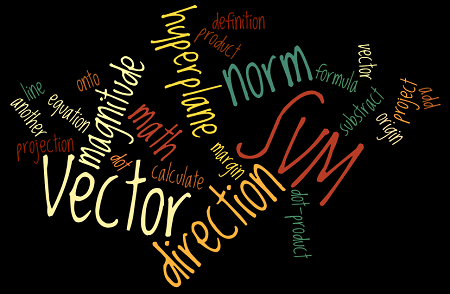 definition
product
hyperplane
norm
formula
vector
add
project
origin
substract
SVM
line
onto
another
equation
magnitude
projection
math
dot
calculate
margin
Vector
direction
dot-product